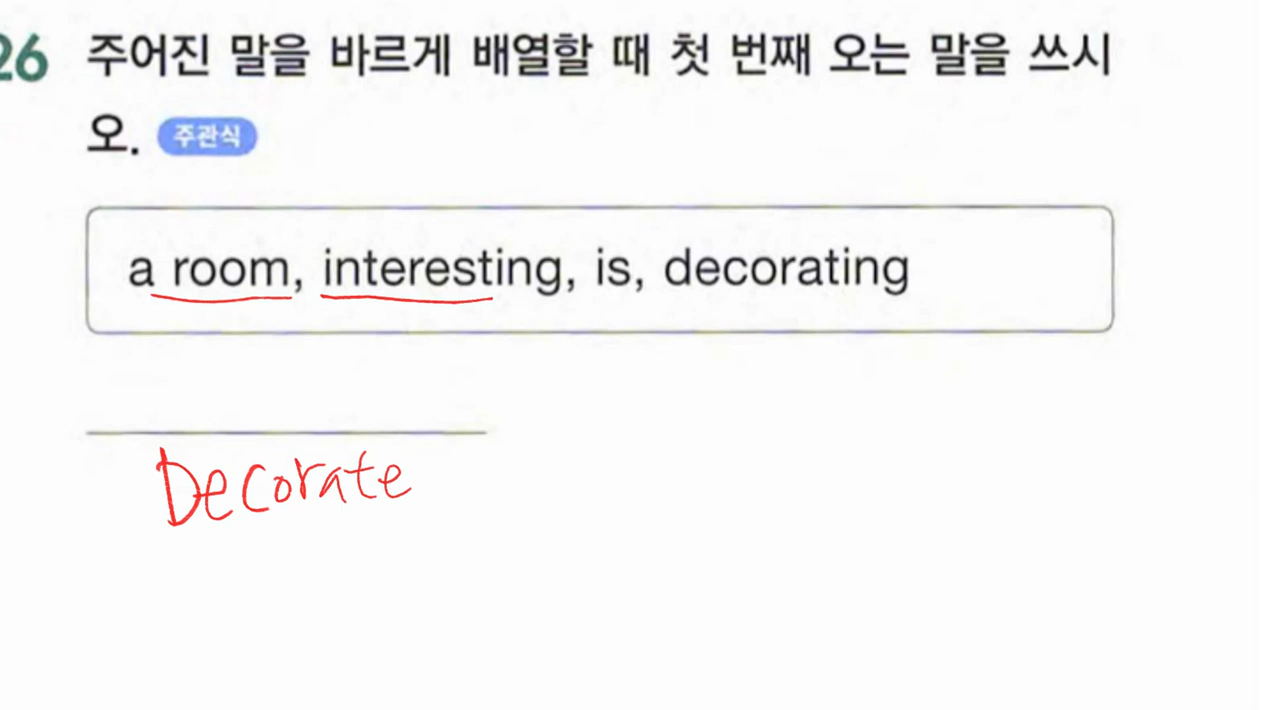 26 주어진 말을 바르게 배열할 때 첫 번째 오는 말을 쓰시
오. 주관식
a room, interesting, is, decorating
Decorate